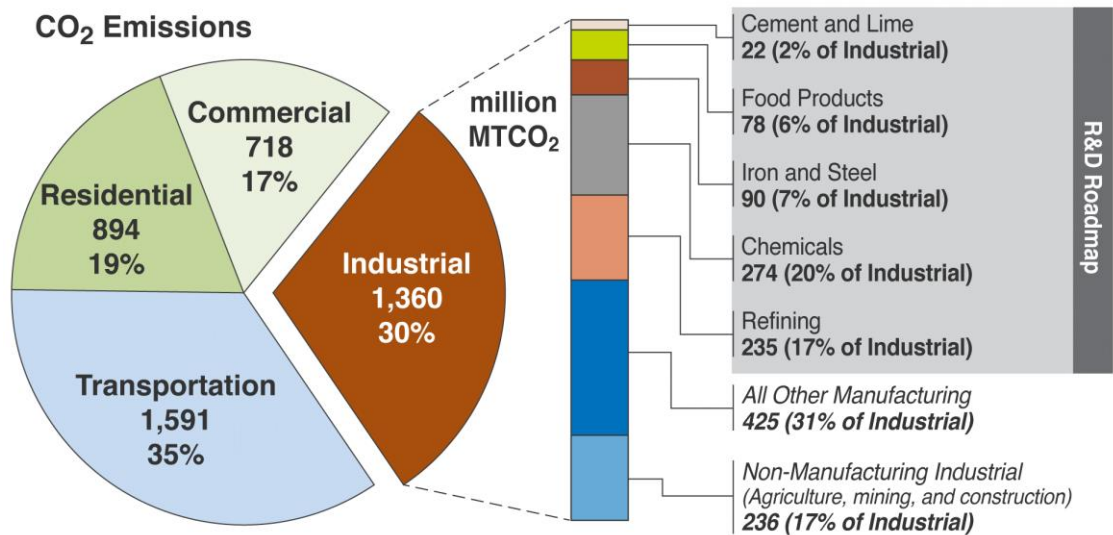 CO₂ Emissions
Commercial
718
17%
Residential
894
19%
Transportation
1,591
35%
Industrial
1,360
30%
million
MTCO₂
Cement and Lime
22 (2% of Industrial)
Food Products
78 (6% of Industrial)
Iron and Steel
90 (7% of Industrial)
Chemicals
274 (20% of Industrial)
Refining
235 (17% of Industrial)
All Other Manufacturing
425 (31% of Industrial)
Non-Manufacturing Industrial
(Agriculture, mining, and construction)
236 (17% of Industrial)
R&D Roadmap